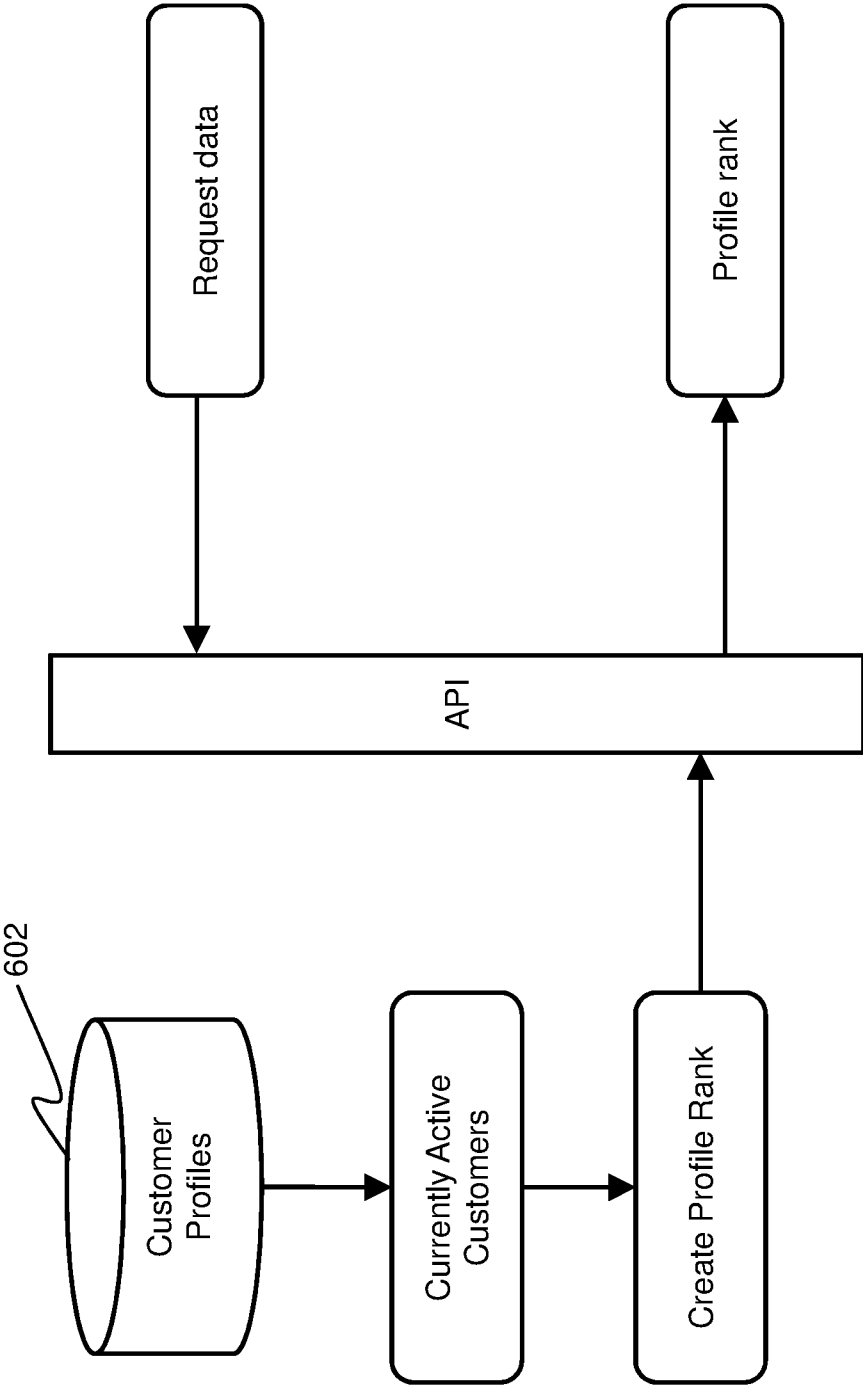 602
Customer
Profiles
Currently Active
Customers
Create Profile Rank
API
Request data
Profile rank